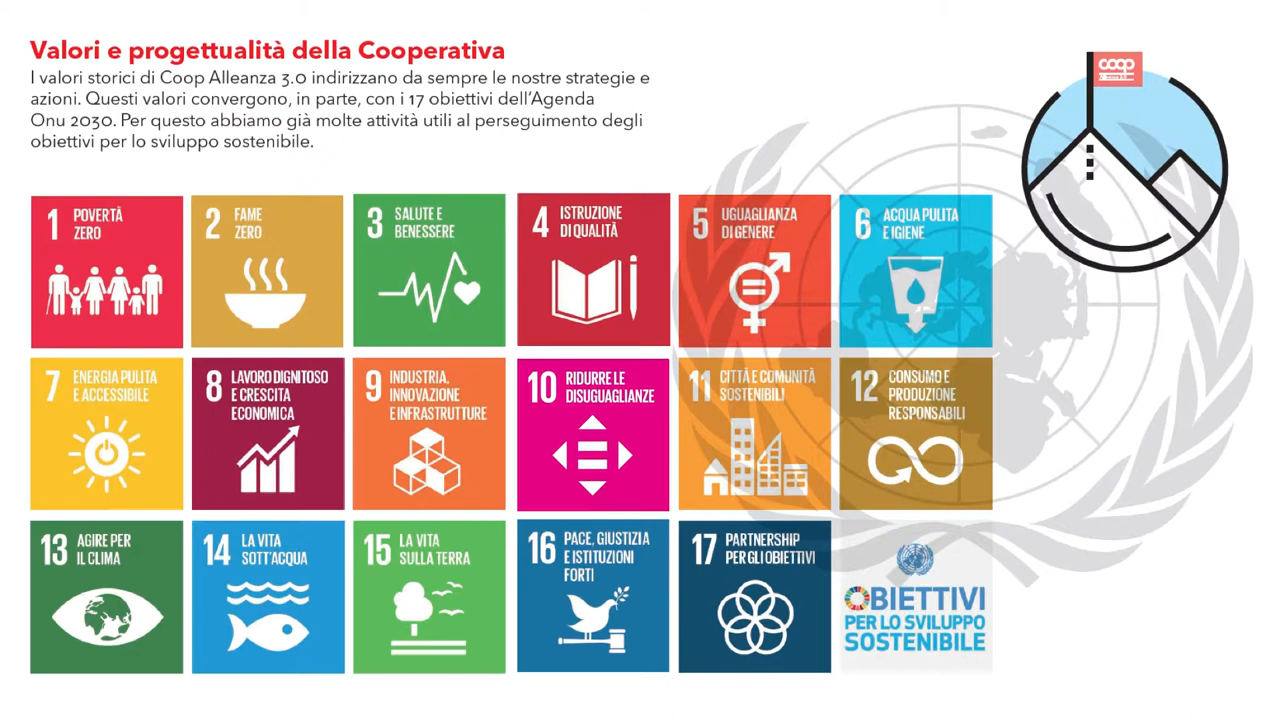 Valori e progettualità della Cooperativa
I valori storici di Coop Alleanza 3.0 indirizzano da sempre le nostre strategie e
azioni. Questi valori convergono, in parte, con i 17 obiettivi dell'Agenda
Onu 2030. Per questo abbiamo già molte attività utili al perseguimento degli
obiettivi per lo sviluppo sostenibile.
coop
1 POVERTÀ
ZERO
2 FAME
ZERO
3 SALUTE E
BENESSERE
4 ISTRUZIONE
DI QUALITÀ
5 UGUAGLIANZA
DI GENERE
6 ACQUA PULITA
E IGIENE
7 ENERGIA PULITA
E ACCESSIBILE
8 LAVORO DIGNITOSO
E CRESCITA
ECONOMICA
9 INDUSTRIA,
INNOVAZIONE
E INFRASTRUTTURE
10 RIDURRE LE
DISUGUAGLIANZE
11 CITTÀ E COMUNITÀ
SOSTENIBILI
12 CONSUMO E
PRODUZIONE
RESPONSABILI
13 AGIRE PER
IL CLIMA
14 LA VITA
SOTT'ACQUA
15 LA VITA
SULLA TERRA
16 PACE, GIUSTIZIA
E ISTITUZIONI
FORTI
17 PARTNERSHIP
PER GLI OBIETTIVI
OBIETTIVI
PER LO SVILUPPO
SOSTENIBILE